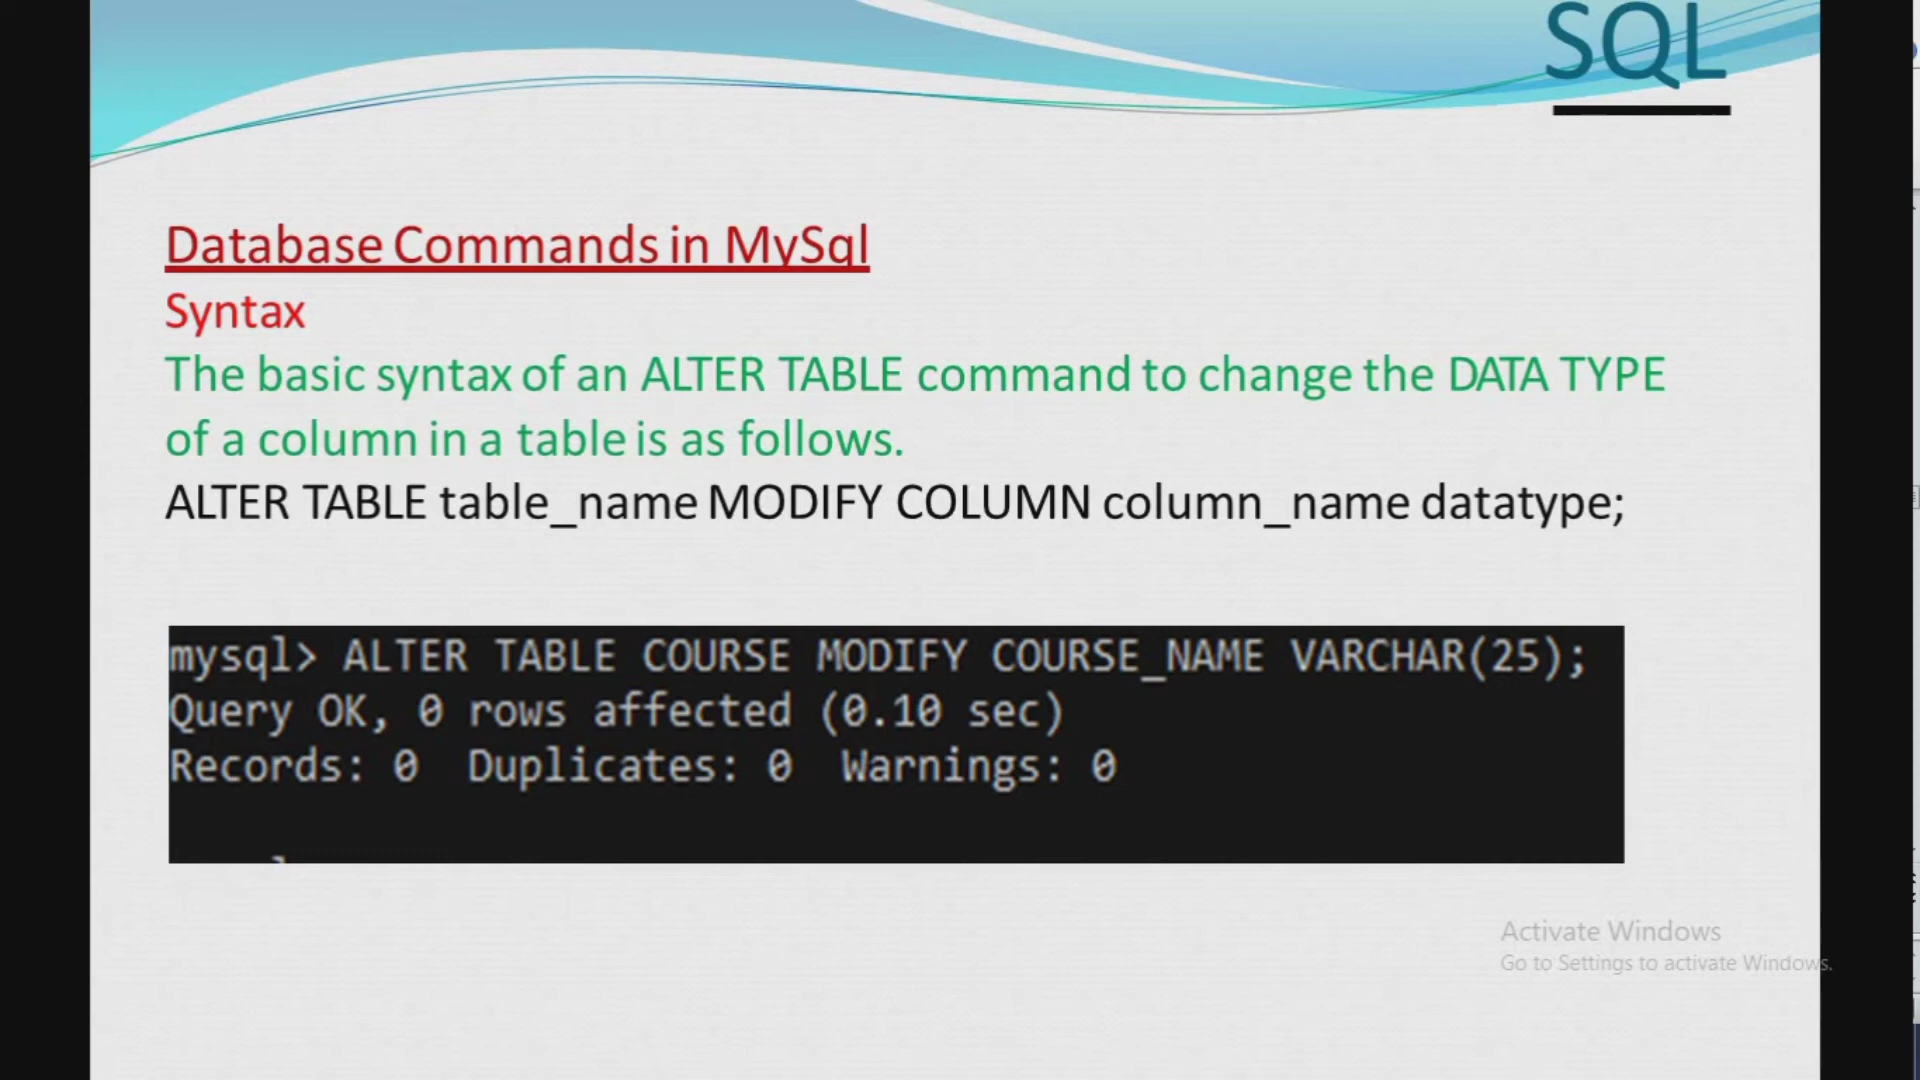 SQL
Database Commands in MySql
Syntax
The basic syntax of an ALTER TABLE command to change the DATA TYPE
of a column in a table is as follows.
ALTER TABLE table_name MODIFY COLUMN column_name datatype;
mysql> ALTER TABLE COURSE MODIFY COURSE_NAME VARCHAR(25);
Query OK, 0 rows affected (0.10 sec)
Records: 0  Duplicates: 0  Warnings: 0
Activate Windows
Go to Settings to activate Windows.